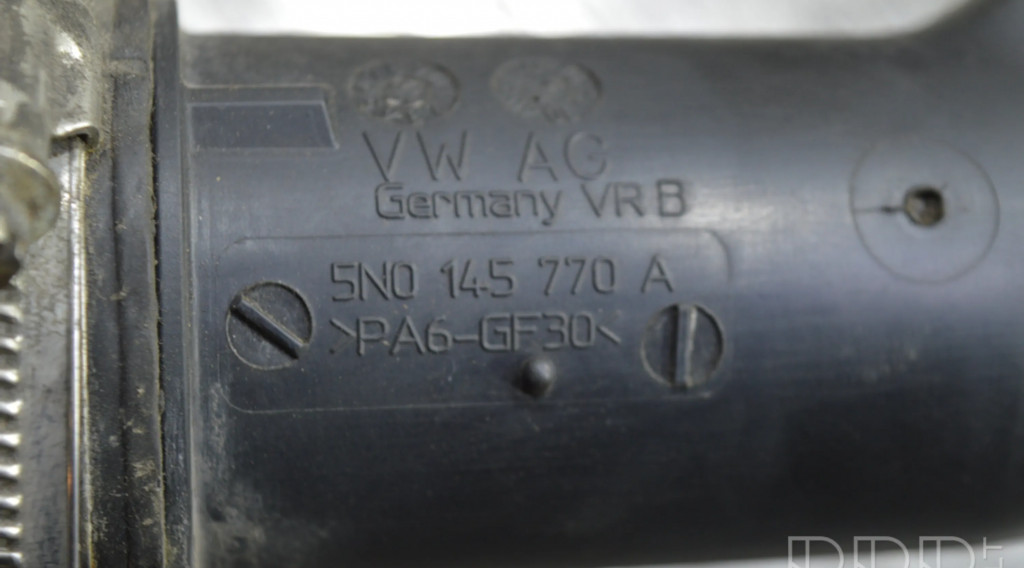 VW AG
Germany VR B
5N0 145 770 A
>PA6-GF30<